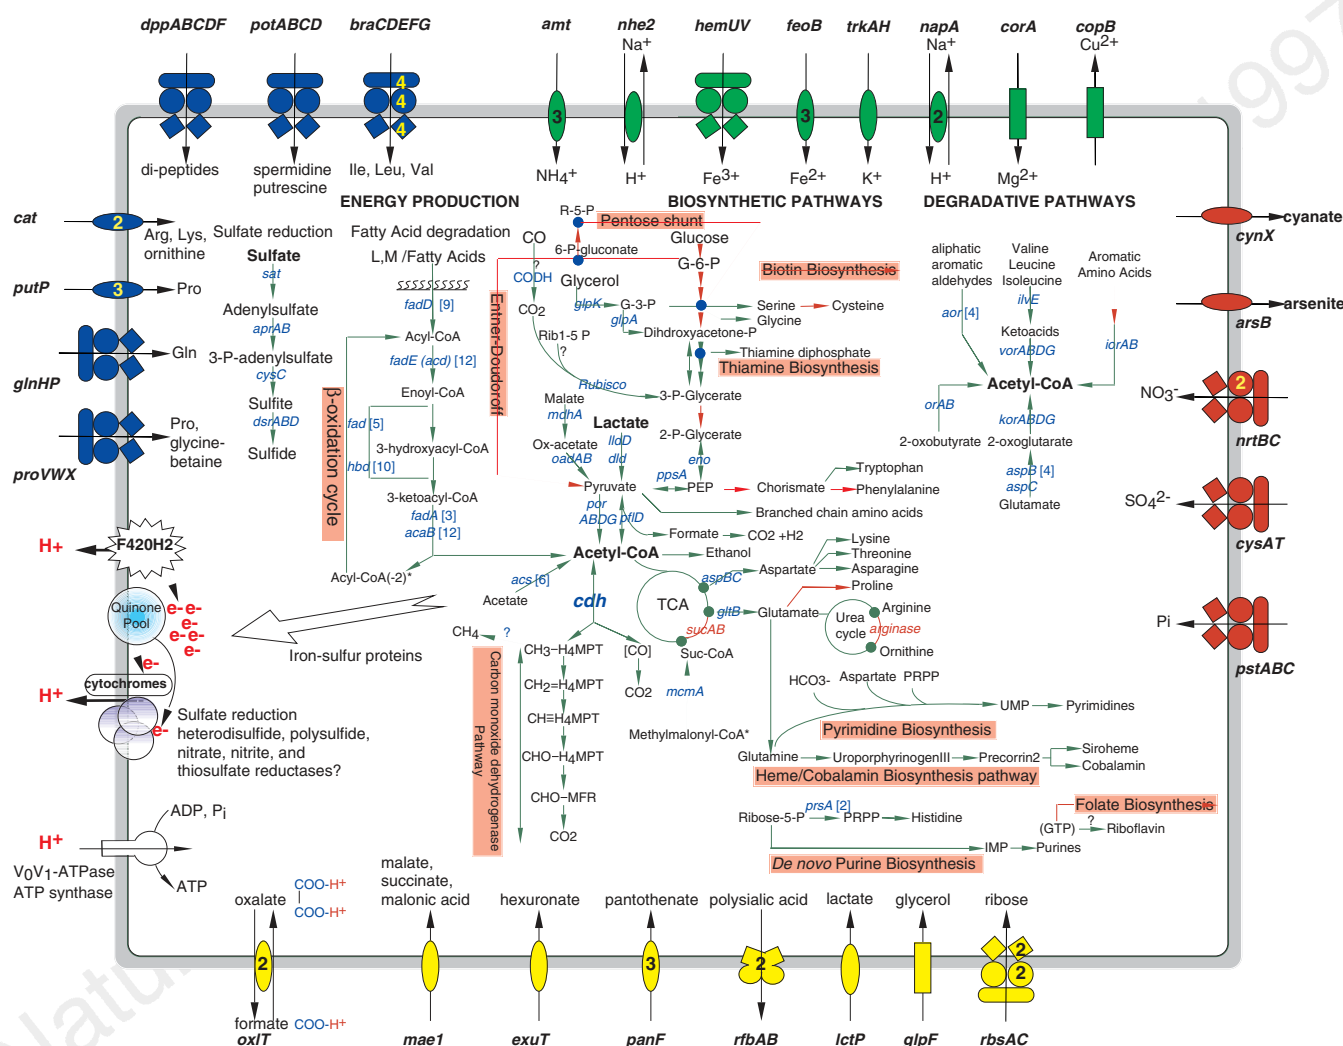 dppABCDF potABCD braCDEFG amt nhe2 hemUV feoB trkAH napA corA copB
Na+ Na+ Cu2+
4
4
4
3 3 2
di-peptides spermidine Ile, Leu, Val NH4+ H+ Fe3+ Fe2+ K+ H+ Mg2+
putrescine
ENERGY PRODUCTION BIOSYNTHETIC PATHWAYS DEGRADATIVE PATHWAYS
cat
2
Arg, Lys,
ornithine
putP
3
Pro
glnHP
Gln
proVWX
Pro,
glycine-
betaine
Sulfate reduction
Sulfate
sat
Adenylsulfate
aprAB
3-P-adenylsulfate
cysC
Sulfite
dsrABD
Sulfide
Fatty Acid degradation
L,M /Fatty Acids
fadD [9]
Acyl-CoA
fadE (acd) [12]
Enoyl-CoA
fad [5]
3-hydroxyacyl-CoA
hbd [10]
3-ketoacyl-CoA
fadA [3]
acaB [12]
Acyl-CoA(-2)*
β-oxidation cycle
Entner-Doudoroff
R-5-P
Pentose shunt
6-P-gluconate
Glucose
G-6-P
CO
?
CODH
CO2
Glycerol
glpK
G-3-P
glpA
Dihdroxyacetone-P
Rib1-5 P
?
Rubisco
Biotin Biosynthesis
Serine
Cysteine
Glycine
Thiamine diphosphate
Thiamine Biosynthesis
3-P-Glycerate
2-P-Glycerate
eno
ppsA
PEP
Malate
mdhA
Ox-acetate
oadAB
Lactate
lldD
dld
Pyruvate
por
ABDG
pflD
Chorismate
Tryptophan
Phenylalanine
Branched chain amino acids
Formate
CO2 +H2
Acetyl-CoA
Ethanol
acs [6]
Acetate
cdh
TCA
aspBC
Aspartate
Lysine
Threonine
Asparagine
Proline
gltB
Glutamate
sucAB
Suc-CoA
mcmA
Methylmalonyl-CoA*
Urea
cycle
Arginine
arginase
Ornithine
CH4
?
Carbon monoxide dehydrogenase
Pathway
CH3–H4MPT
CH2=H4MPT
CH≡H4MPT
CHO–H4MPT
CHO–MFR
CO2
[CO]
CO2
HCO3-
Aspartate
PRPP
UMP
Pyrimidines
Pyrimidine Biosynthesis
Glutamine
UroporphyrinogenIII
Precorrin2
Siroheme
Cobalamin
Heme/Cobalamin Biosynthesis pathway
Ribose-5-P
prsA [2]
PRPP
Histidine
Folate Biosynthesis
(GTP)
?
Riboflavin
IMP
Purines
De novo Purine Biosynthesis
aliphatic
aromatic
aldehydes
aor [4]
Valine
Leucine
Isoleucine
ilvE
Ketoacids
vorABDG
Aromatic
Amino Acids
iorAB
Acetyl-CoA
orAB
2-oxobutyrate
korABDG
2-oxoglutarate
aspB [4]
aspC
Glutamate
cyanate
cynX
arsenite
arsB
NO3-
2
nrtBC
SO42-
cysAT
Pi
pstABC
H+
F420H2
Quinone
Pool
e- e-
e-
e- e-
e-
e-
Iron-sulfur proteins
cytochromes
H+
e-
Sulfate reduction
heterodisulfide, polysulfide,
nitrate, nitrite, and
thiosulfate reductases?
H+
ADP, Pi
V0V1-ATPase
ATP synthase
ATP
oxalate
COO-H+
COO-H+
malate,
succinate,
malonic acid
hexuronate pantothenate polysialic acid lactate glycerol ribose
2 3 2 2
2
formate COO-H+
oxlT mae1 exuT panF rfbAB lctP glpF rbsAC
Natur
1997